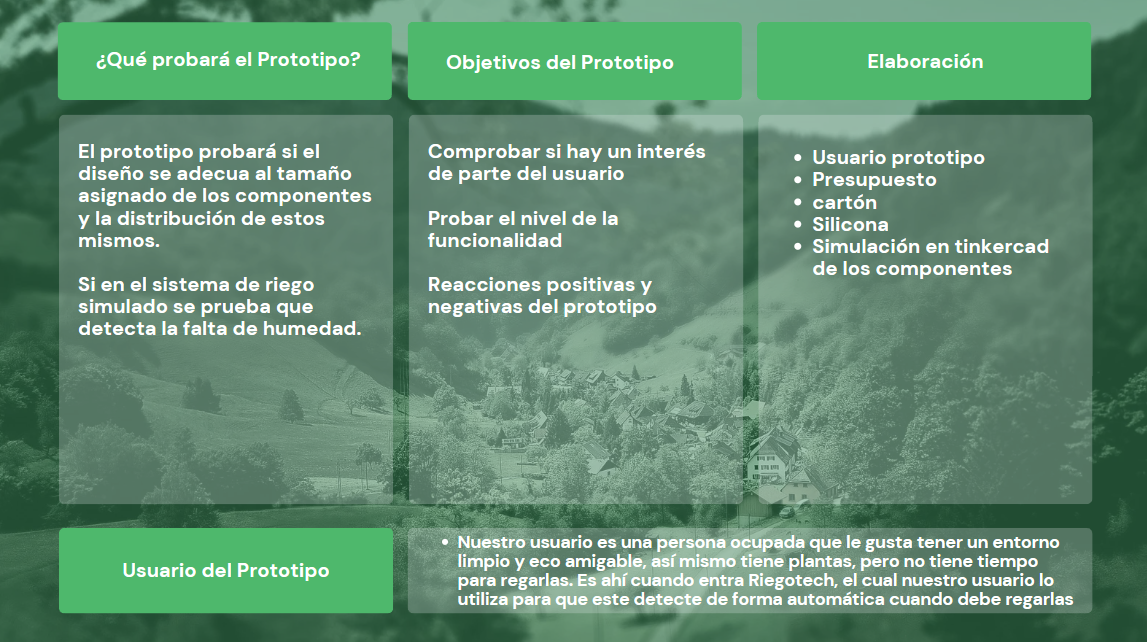 ¿Qué probará el Prototipo?
Objetivos del Prototipo
Elaboración
El prototipo probará si el
diseño se adecua al tamaño
asignado de los componentes
y la distribución de estos
mismos.
Si en el sistema de riego
simulado se prueba que
detecta la falta de humedad.
Comprobar si hay un interés
de parte del usuario
Probar el nivel de la
funcionalidad
Reacciones positivas y
negativas del prototipo
• Usuario prototipo
• Presupuesto
• cartón
• Silicona
• Simulación en tinkercad
de los componentes
Usuario del Prototipo
• Nuestro usuario es una persona ocupada que le gusta tener un entorno
limpio y eco amigable, así mismo tiene plantas, pero no tiene tiempo
para regarlas. Es ahí cuando entra Riegotech, el cual nuestro usuario lo
utiliza para que este detecte de forma automática cuando debe regarlas